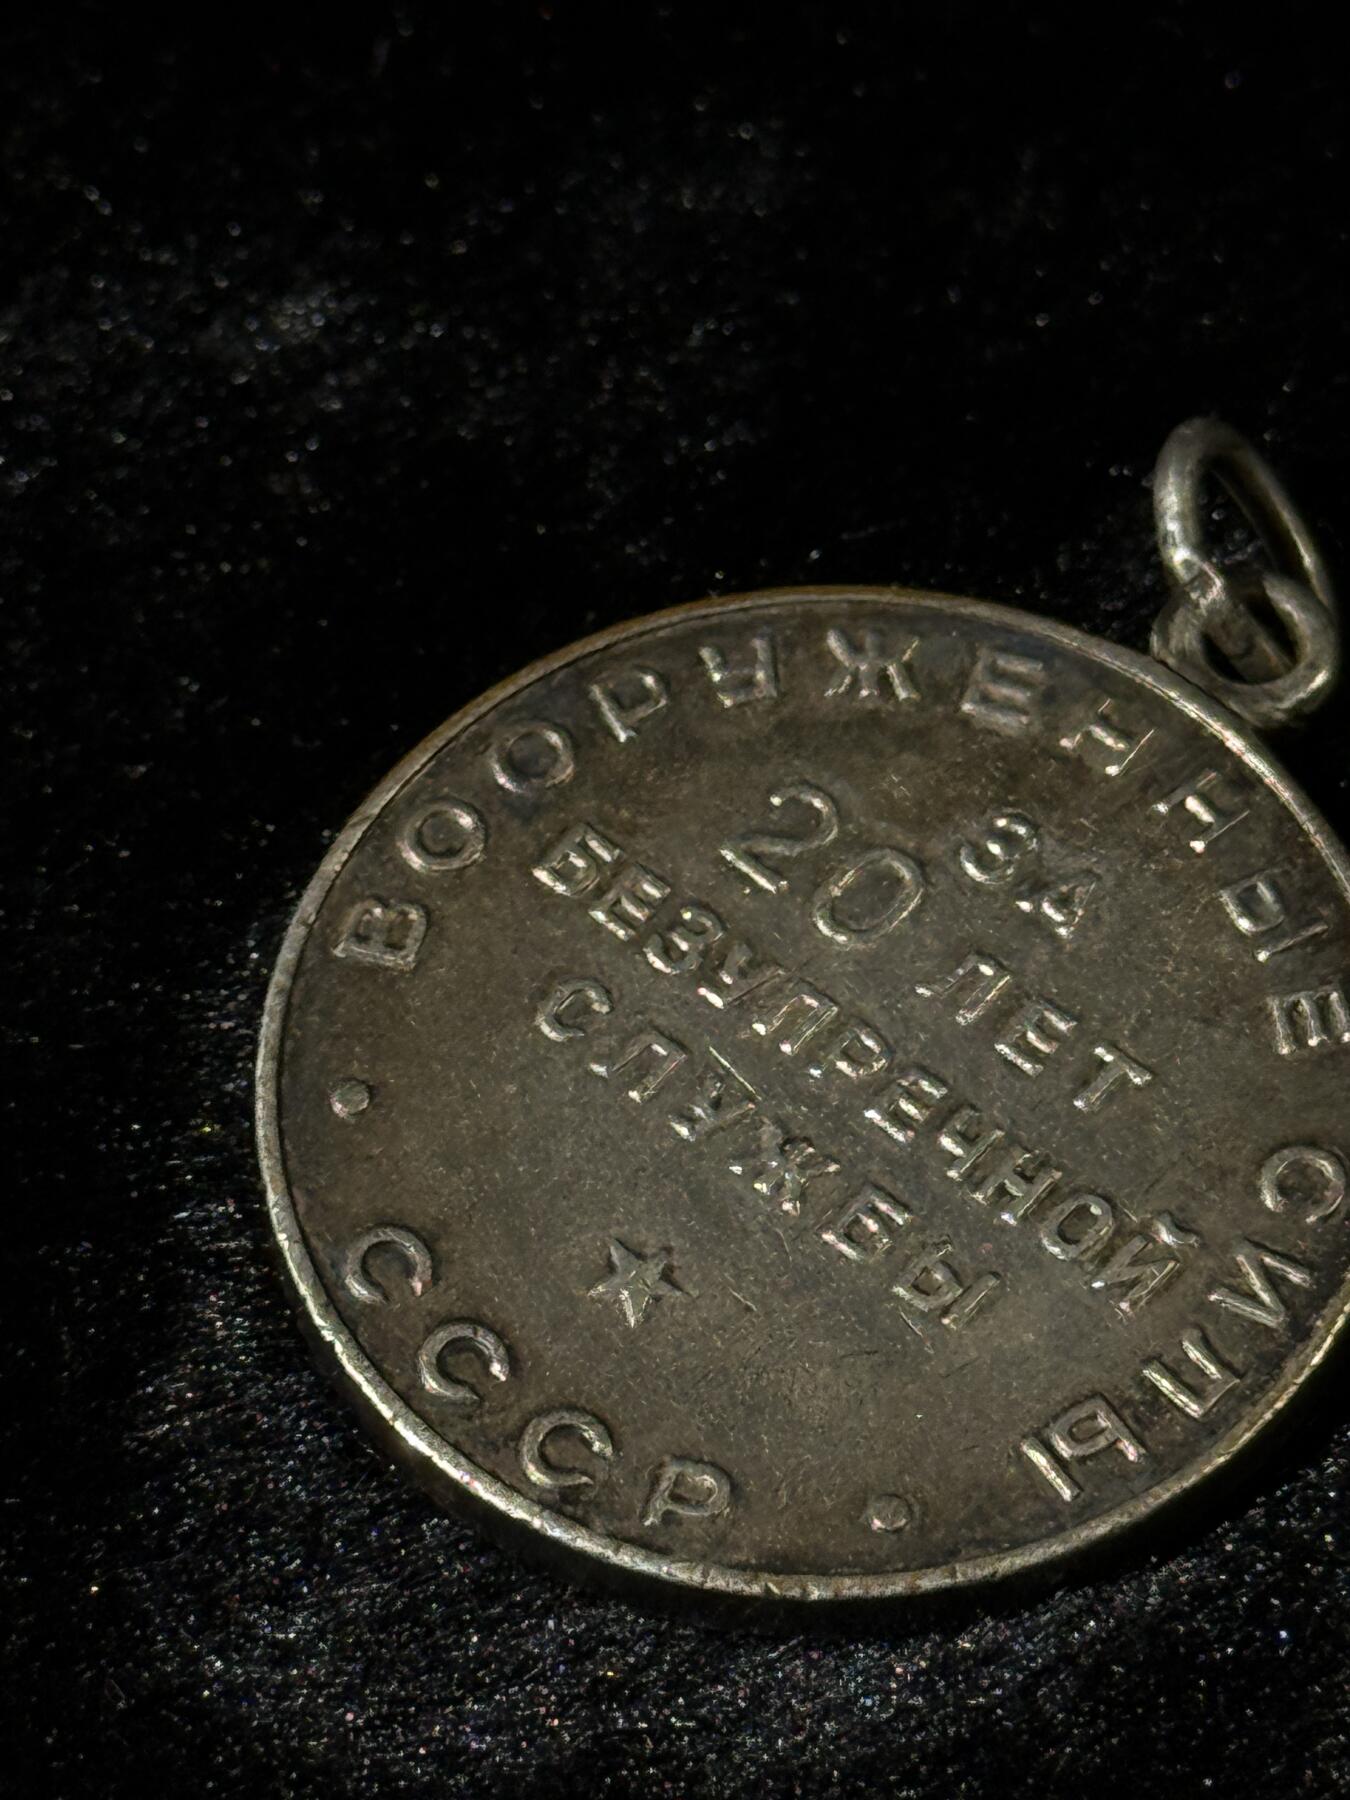 ВООРУЖЕННЫЕ СИЛЫ
ЗА
20 ЛЕТ
БЕЗУПРЕЧНОЙ
СЛУЖБЫ
СССР